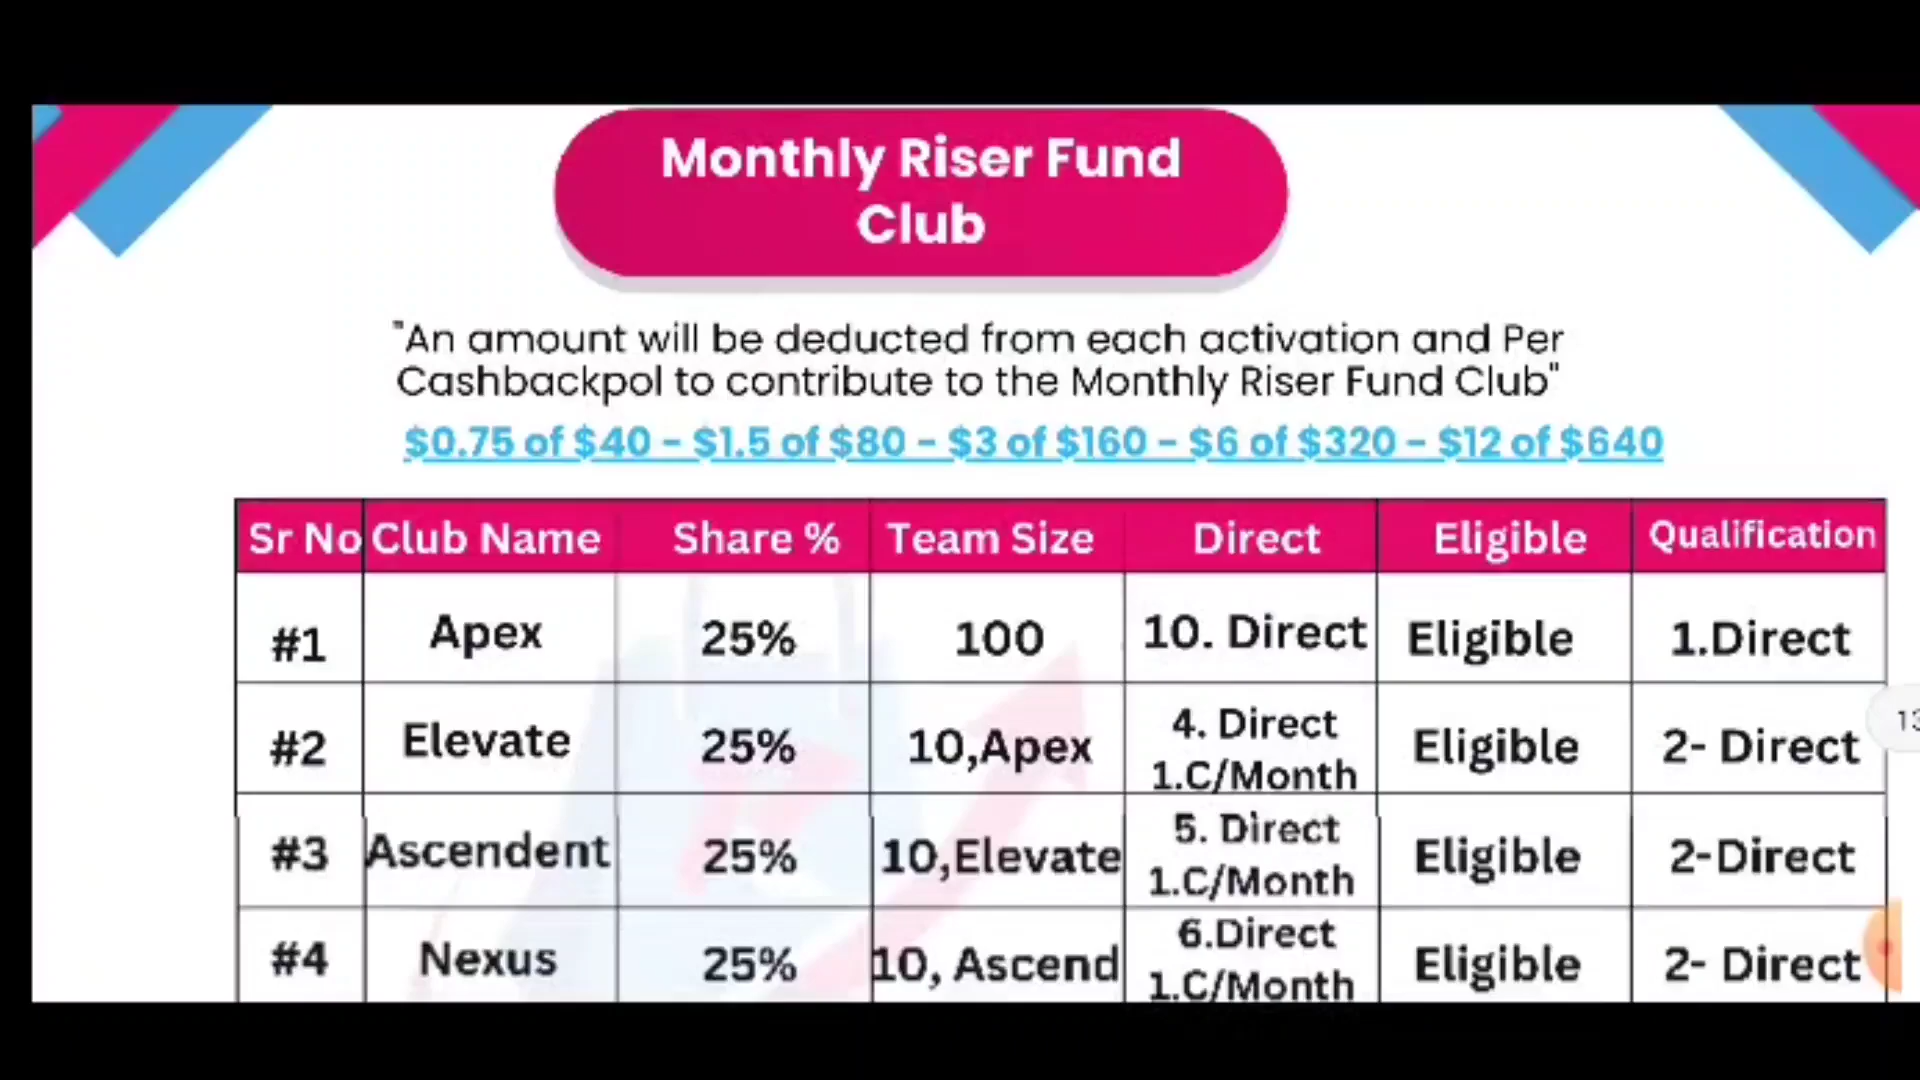 Monthly Riser Fund
Club
"An amount will be deducted from each activation and Per
Cashbackpol to contribute to the Monthly Riser Fund Club"
$0.75 of $40 - $1.5 of $80 - $3 of $160 - $6 of $320 - $12 of $640
Sr No Club Name Share % Team Size Direct Eligible Qualification
#1 Apex 25% 100 10. Direct Eligible 1.Direct
#2 Elevate 25% 10,Apex 4. Direct 1.C/Month Eligible 2- Direct
#3 Ascendent 25% 10,Elevate 5. Direct 1.C/Month Eligible 2-Direct
#4 Nexus 25% 10, Ascend 6.Direct 1.C/Month Eligible 2- Direct